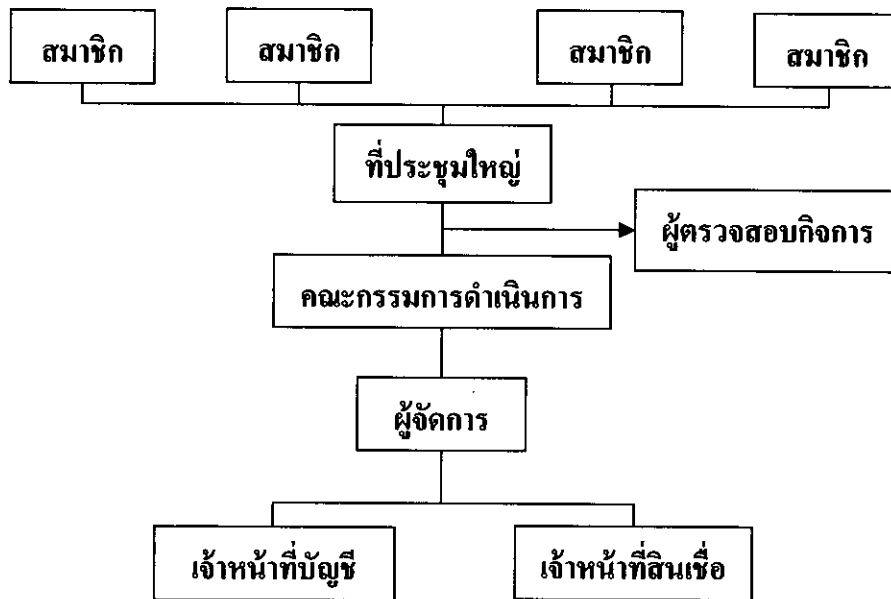 สมาชิก
สมาชิก
สมาชิก
สมาชิก
ที่ประชุมใหญ่
ผู้ตรวจสอบกิจการ
คณะกรรมการดำเนินการ
ผู้จัดการ
เจ้าหน้าที่บัญชี
เจ้าหน้าที่สินเชื่อ